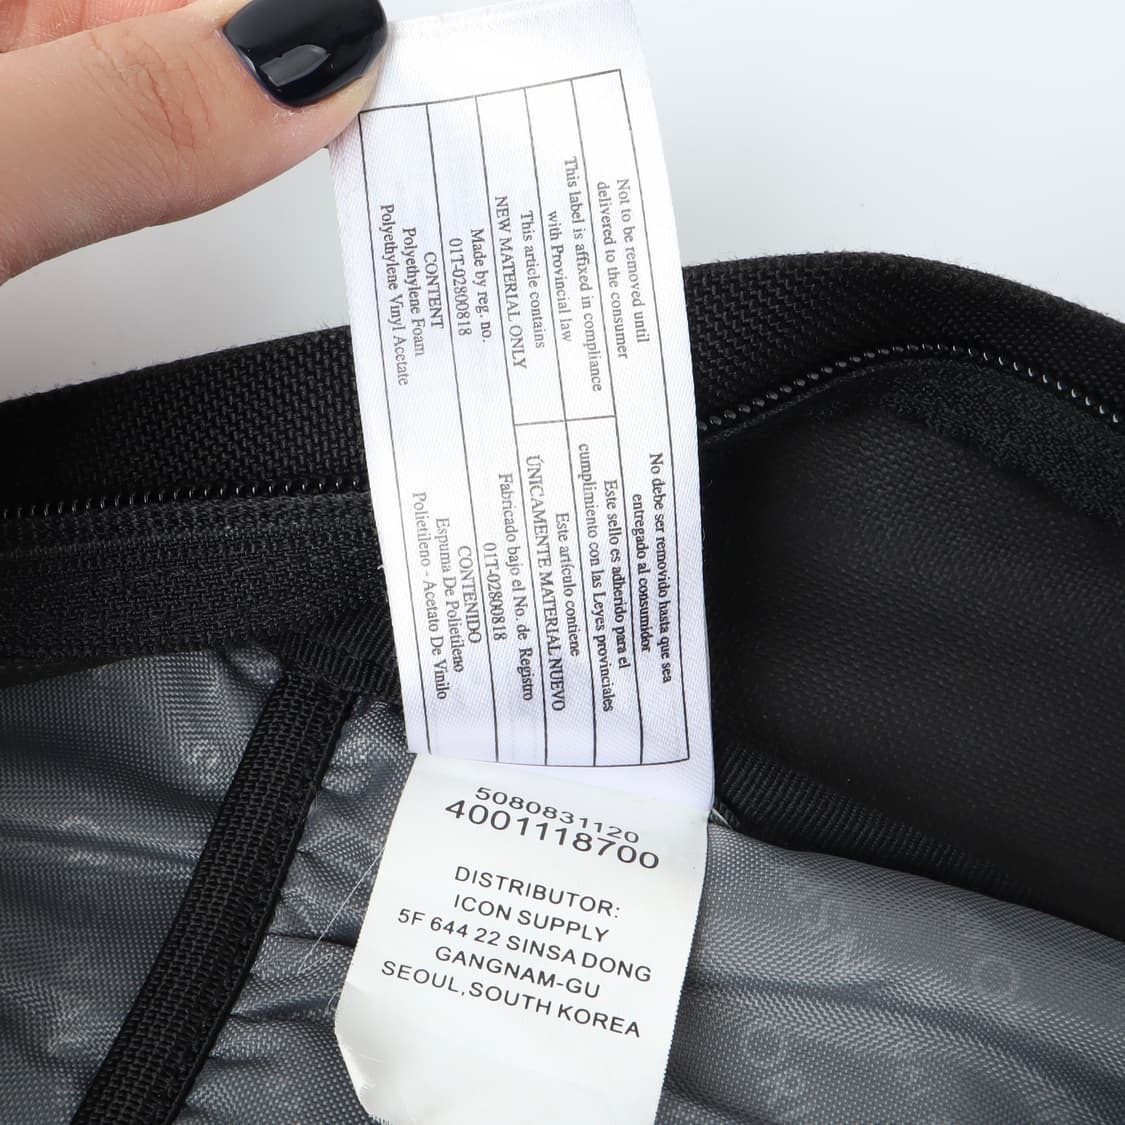 Not to be removed until
delivered to the consumer
This label is affixed in compliance
with Provincial law
This article contains
NEW MATERIAL ONLY
Made by reg. no.
01T-02800818
CONTENT
Polyethylene Foam
Polyethylene Vinyl Acetate
No debe ser removido hasta que sea
entregado al consumidor
Este sello es adherido para el
cumplimiento con las Leyes provinciales
Este artículo contiene
ÚNICAMENTE MATERIAL NUEVO
Fabricado bajo el No. de Registro
01T-02800818
CONTENIDO
Espuma De Polietileno
Polietileno - Acetato De Vinilo
5080831120
4001118700
DISTRIBUTOR:
ICON SUPPLY
5F 644 22 SINSA DONG
GANGNAM-GU
SEOUL,SOUTH KOREA